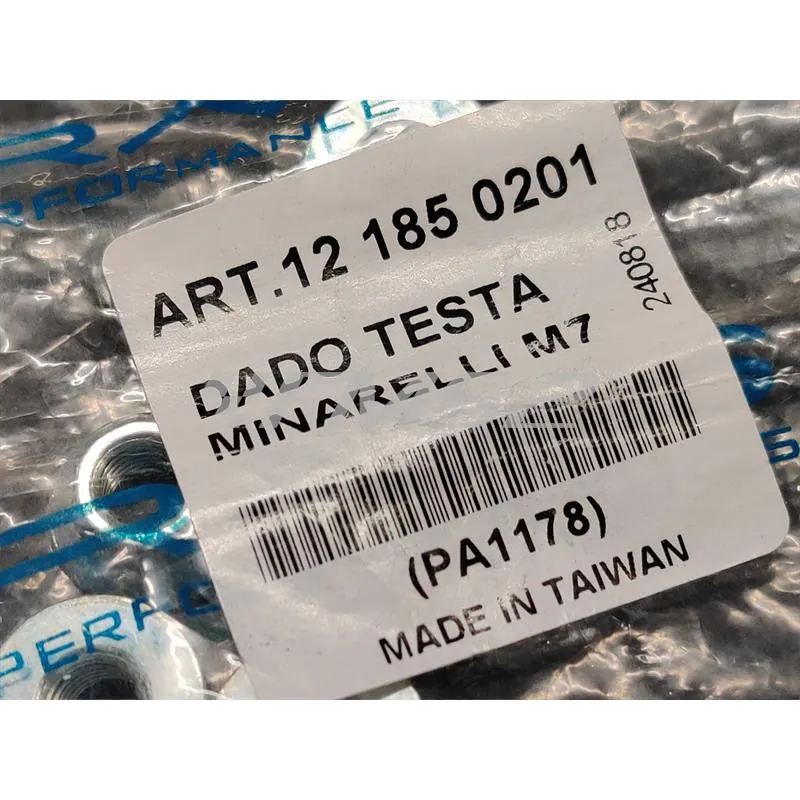 PERFORMANCE
ART.12 185 0201
240818
DADO TESTA
MINARELLI M7
(PA1178)
MADE IN TAIWAN